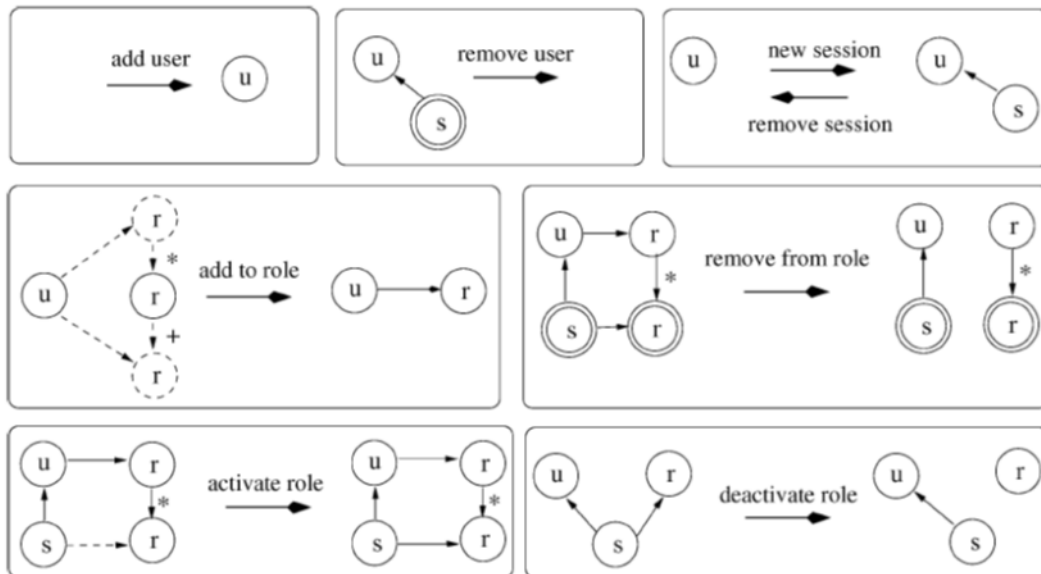 add user
u
u
s
remove user
u
new session
remove session
u
s
r
*
u
r
+
r
add to role
u
r
u
r
*
s
r
remove from role
u
r
*
s
r
u
r
*
s
r
activate role
u
r
*
s
r
u
r
s
deactivate role
u
r
s